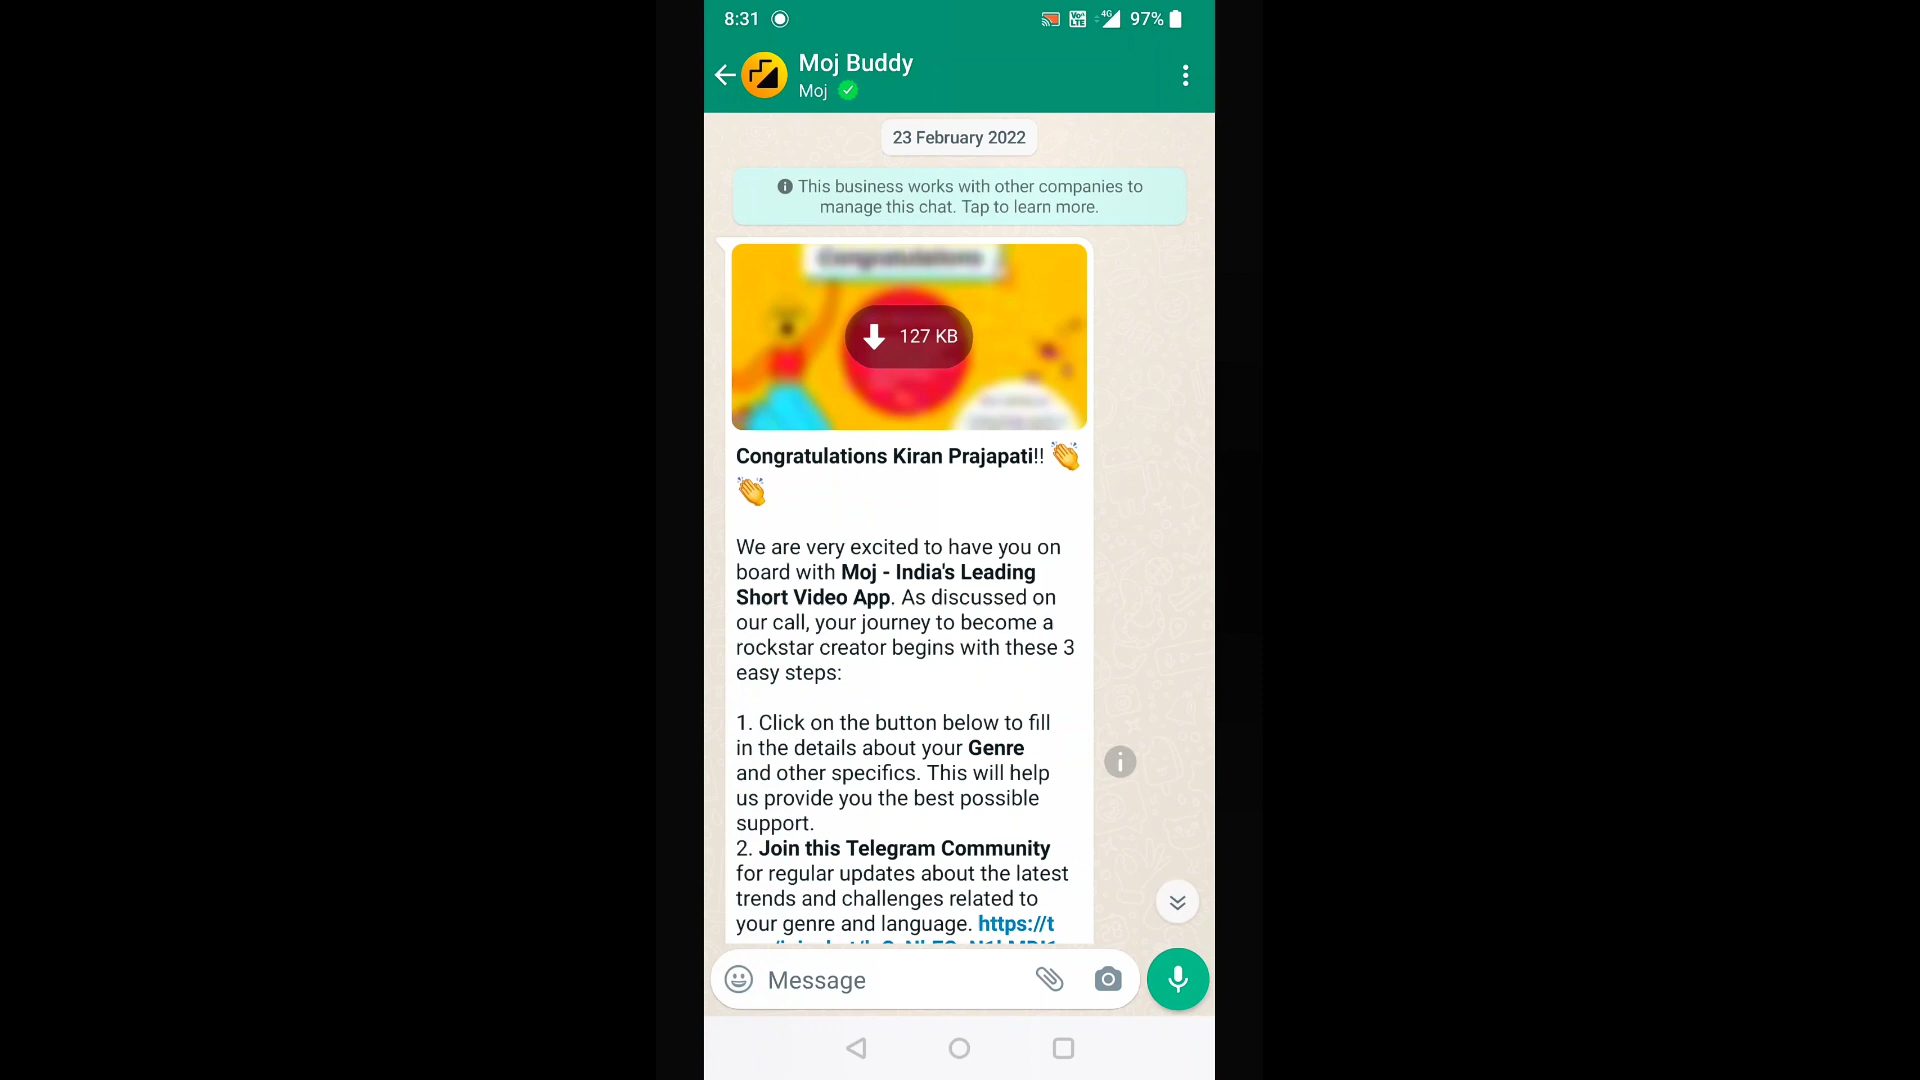 8:31
4G 97%
Moj Buddy
Moj
23 February 2022
This business works with other companies to
manage this chat. Tap to learn more.
Congratulations
127 KB
Congratulations Kiran Prajapati!! 👏
👏
We are very excited to have you on
board with Moj - India's Leading
Short Video App. As discussed on
our call, your journey to become a
rockstar creator begins with these 3
easy steps:
1. Click on the button below to fill
in the details about your Genre
and other specifics. This will help
us provide you the best possible
support.
2. Join this Telegram Community
for regular updates about the latest
trends and challenges related to
your genre and language. https://t
Message